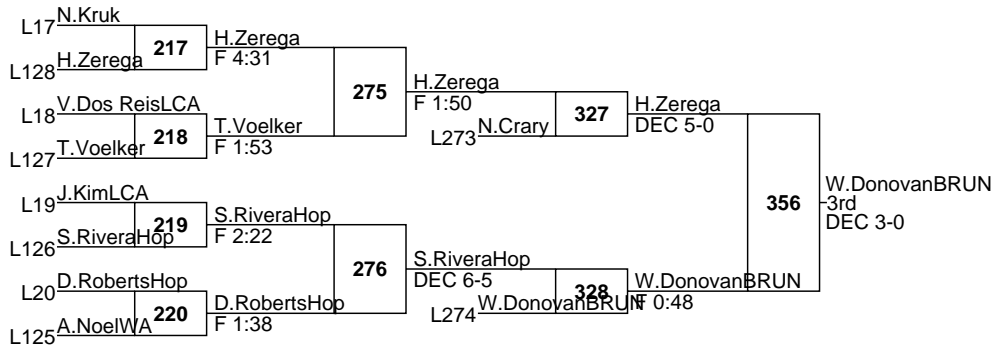 N.Kruk
L17
217
H.Zerega
F 4:31
L128
H.Zerega
275
H.Zerega
F 1:50
V.Dos ReisLCA
L18
218
T.Voelker
F 1:53
L127
T.Voelker
L273
N.Crary
327
H.Zerega
DEC 5-0
J.KimLCA
L19
219
S.RiveraHop
F 2:22
L126
S.RiveraHop
276
S.RiveraHop
DEC 6-5
D.RobertsHop
L20
220
D.RobertsHop
F 1:38
L125
A.NoelWA
L274
W.DonovanBRUN
328
W.DonovanBRUN
F 0:48
356
W.DonovanBRUN
3rd
DEC 3-0